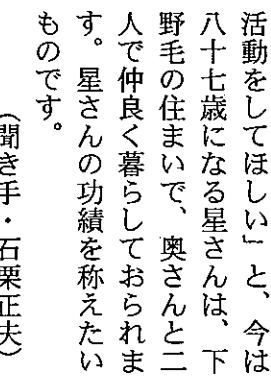 活動をしてほしい」と、今は
八十七歳になる星さんは、下
野毛の住まいで、奥さんと二
人で仲良く暮らしておられま
す。星さんの功績を称えたい
ものです。
（聞き手・石栗正夫）